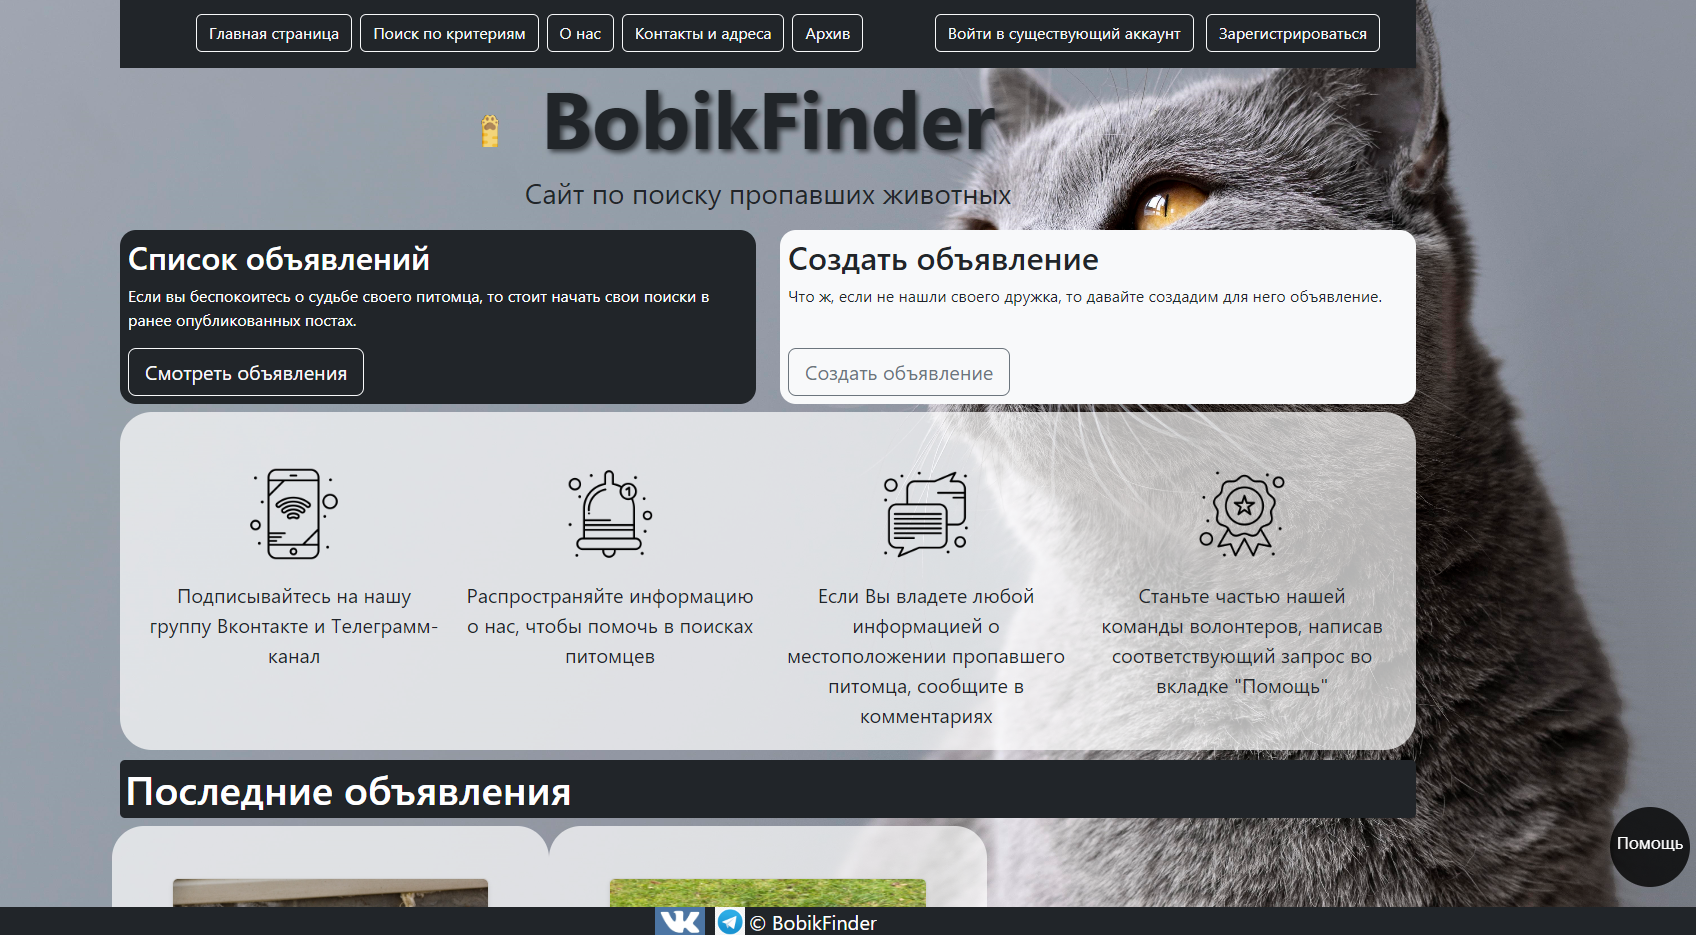 Главная страница
Поиск по критериям
О нас
Контакты и адреса
Архив
Войти в существующий аккаунт
Зарегистрироваться
BobikFinder
Сайт по поиску пропавших животных
Список объявлений
Если вы беспокоитесь о судьбе своего питомца, то стоит начать свои поиски в
ранее опубликованных постах.
Смотреть объявления
Создать объявление
Что ж, если не нашли своего дружка, то давайте создадим для него объявление.
Создать объявление
Подписывайтесь на нашу
группу Вконтакте и Телеграмм-
канал
1
Распространяйте информацию
о нас, чтобы помочь в поисках
питомцев
Если Вы владете любой
информацией о
местоположении пропавшего
питомца, сообщите в
комментариях
Станьте частью нашей
команды волонтеров, написав
соответствующий запрос во
вкладке "Помощь"
Последние объявления
Помощь
VK
© BobikFinder